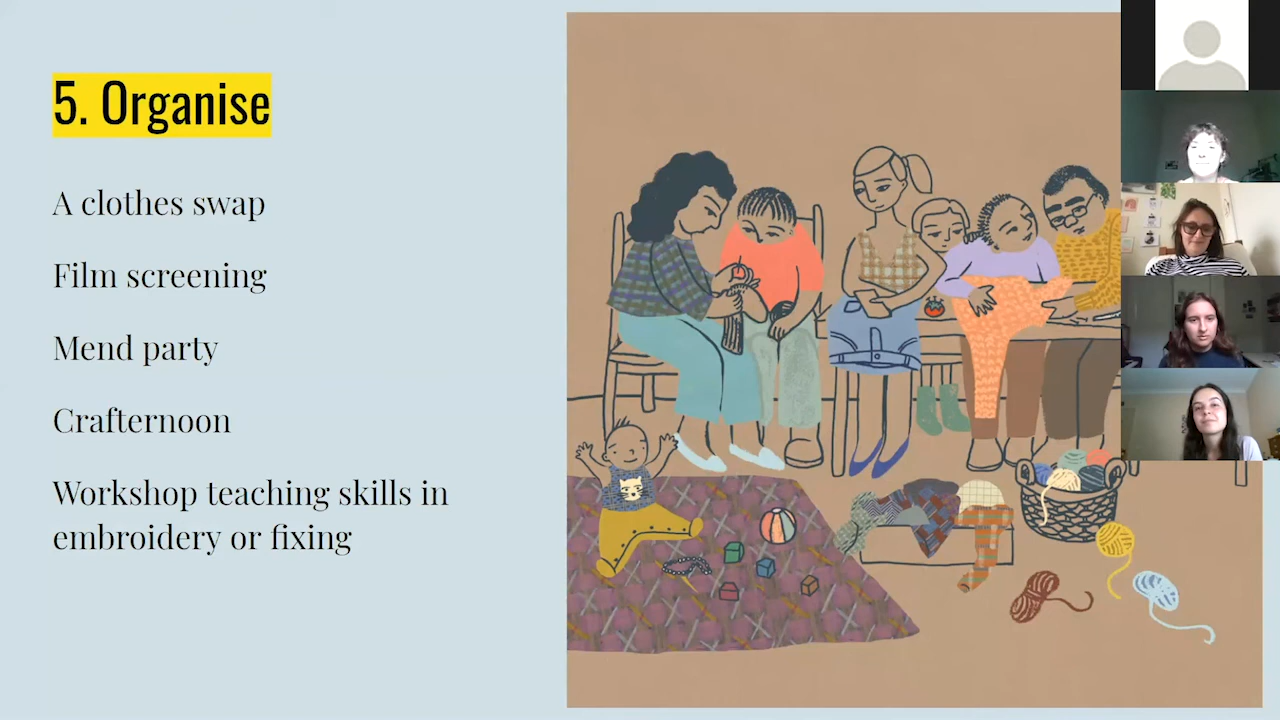 5. Organise
A clothes swap
Film screening
Mend party
Crafternoon
Workshop teaching skills in
embroidery or fixing